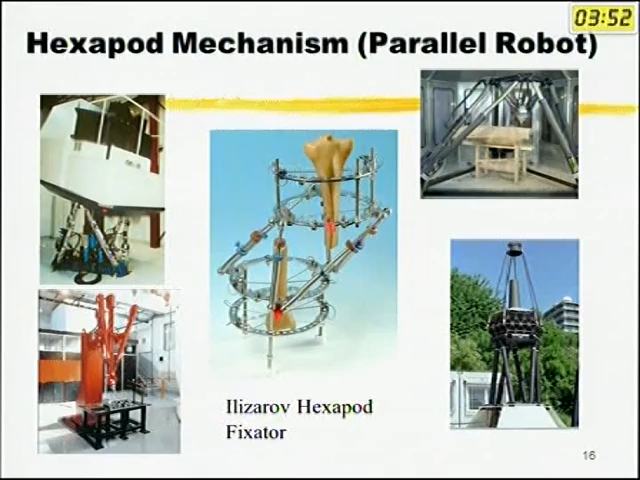 03:52
Hexapod Mechanism (Parallel Robot)
Ilizarov Hexapod
Fixator
16